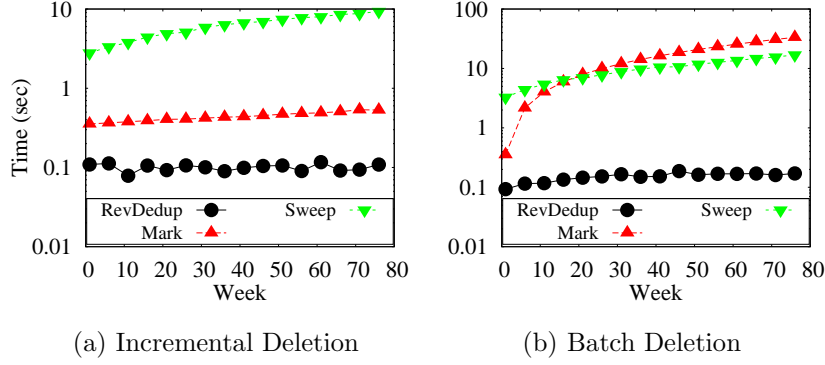 Time (sec)
10
1
0.1
0.01
RevDedup
Mark
Sweep
0 10 20 30 40 50 60 70 80
Week
(a) Incremental Deletion
100
10
1
0.1
0.01
RevDedup
Mark
Sweep
0 10 20 30 40 50 60 70 80
Week
(b) Batch Deletion